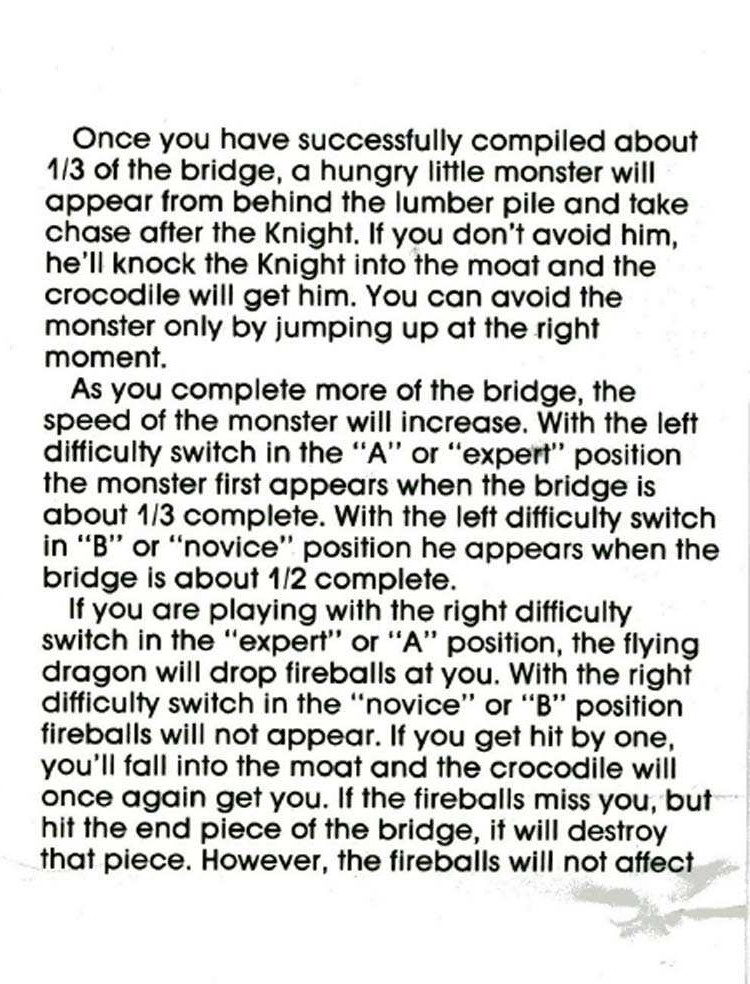 Once you have successfully compiled about
1/3 of the bridge, a hungry little monster will
appear from behind the lumber pile and take
chase after the Knight. If you don't avoid him,
he'll knock the Knight into the moat and the
crocodile will get him. You can avoid the
monster only by jumping up at the right
moment.
As you complete more of the bridge, the
speed of the monster will increase. With the left
difficulty switch in the "A" or "expert" position
the monster first appears when the bridge is
about 1/3 complete. With the left difficulty switch
in "B" or "novice" position he appears when the
bridge is about 1/2 complete.
If you are playing with the right difficulty
switch in the "expert" or "A" position, the flying
dragon will drop fireballs at you. With the right
difficulty switch in the "novice" or "B" position
fireballs will not appear. If you get hit by one,
you'll fall into the moat and the crocodile will
once again get you. If the fireballs miss you, but
hit the end piece of the bridge, it will destroy
that piece. However, the fireballs will not affect